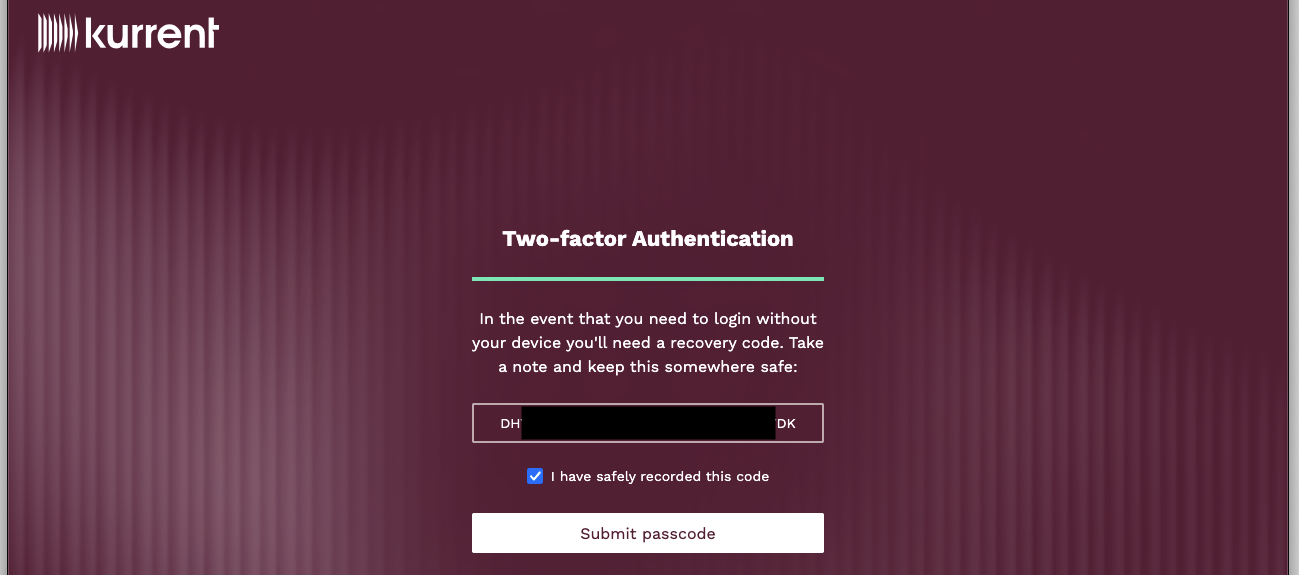 kurrent
Two-factor Authentication
In the event that you need to login without
your device you'll need a recovery code. Take
a note and keep this somewhere safe:
DH DK
I have safely recorded this code
Submit passcode